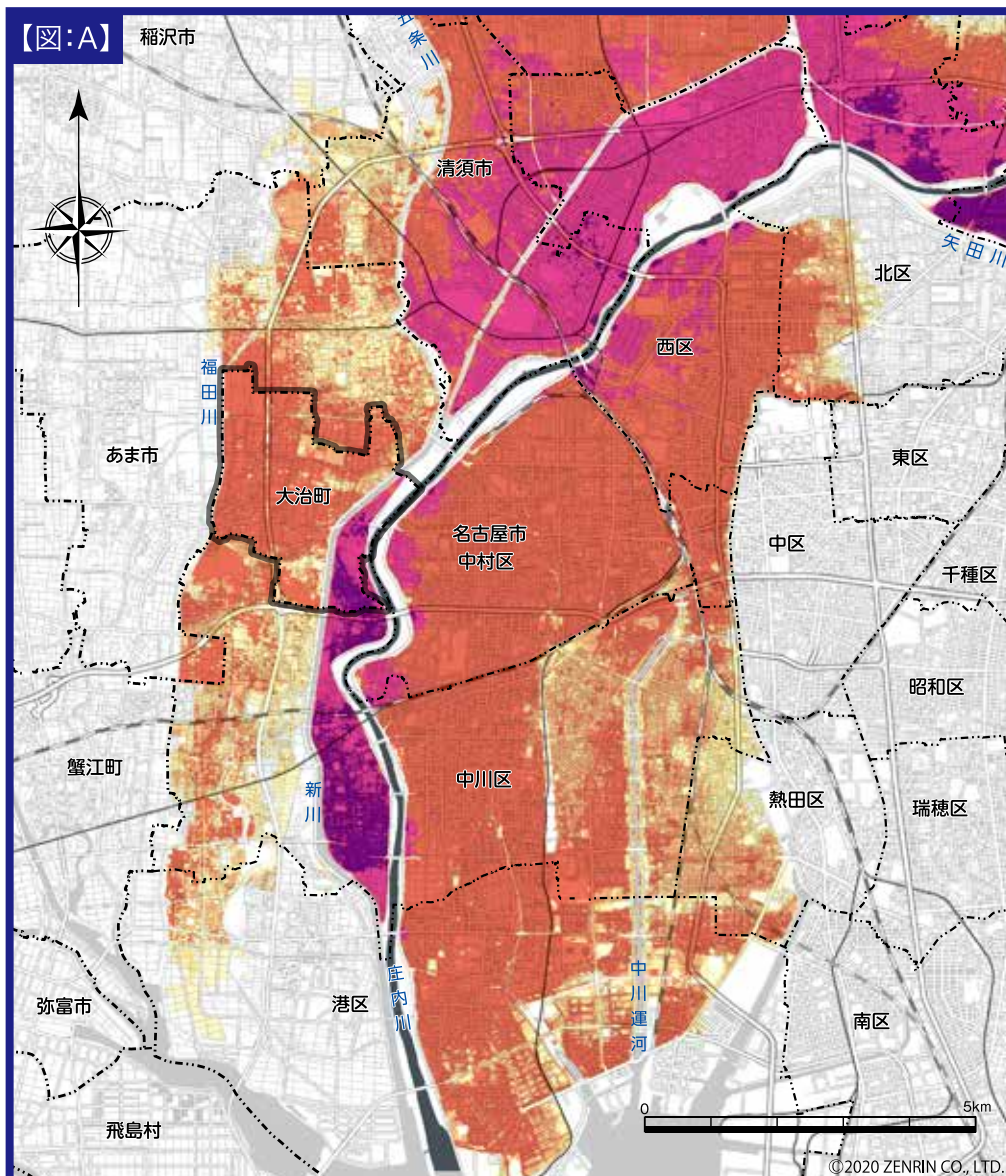 【図:A】
稲沢市
五条川
清須市
矢田川
北区
西区
福田川
あま市
東区
大治町
名古屋市
中村区
中区
千種区
昭和区
蟹江町
中川区
新川
熱田区
瑞穂区
弥富市
港区
庄内川
中川運河
南区
飛島村
0
5km
©2020 ZENRIN CO., LTD.